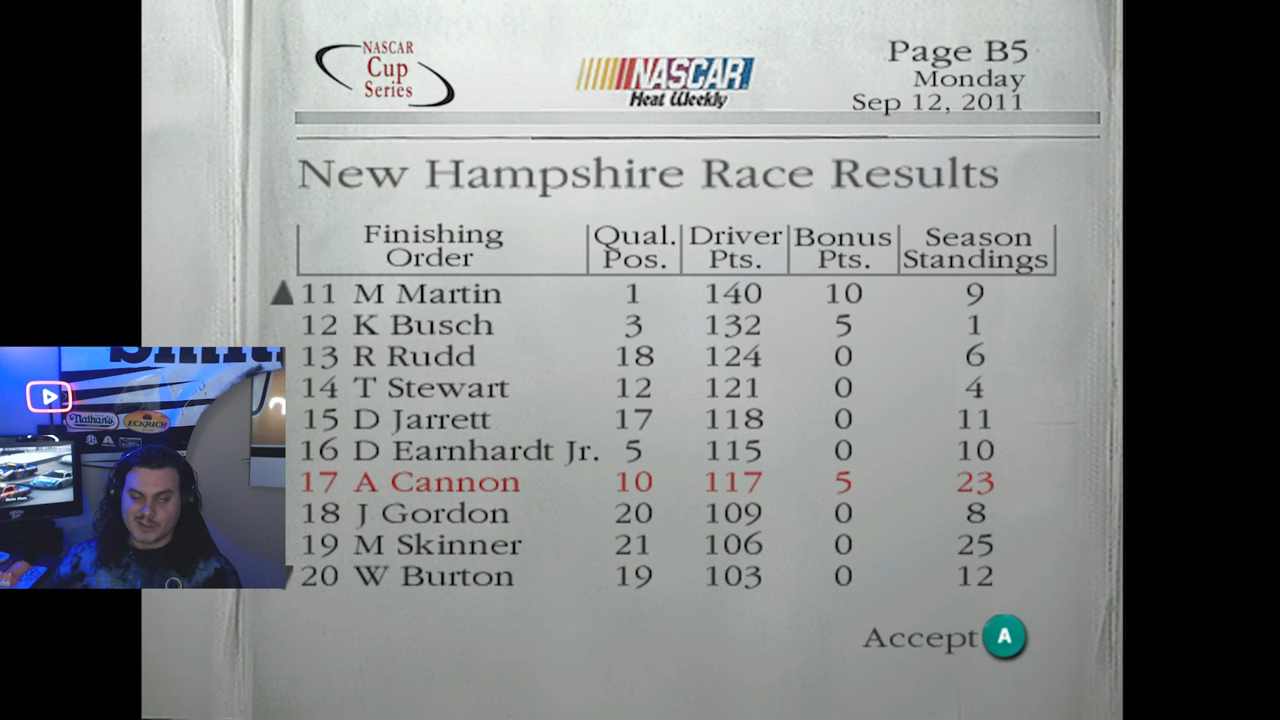 NASCAR
Cup
Series
NASCAR
Heat Weekly
Page B5
Monday
Sep 12, 2011
New Hampshire Race Results
Finishing Order Qual. Pos. Driver Pts. Bonus Pts. Season Standings
11 M Martin 1 140 10 9
12 K Busch 3 132 5 1
13 R Rudd 18 124 0 6
14 T Stewart 12 121 0 4
15 D Jarrett 17 118 0 11
16 D Earnhardt Jr. 5 115 0 10
17 A Cannon 10 117 5 23
18 J Gordon 20 109 0 8
19 M Skinner 21 106 0 25
20 W Burton 19 103 0 12
Accept A
Nathan's
ECKRICH